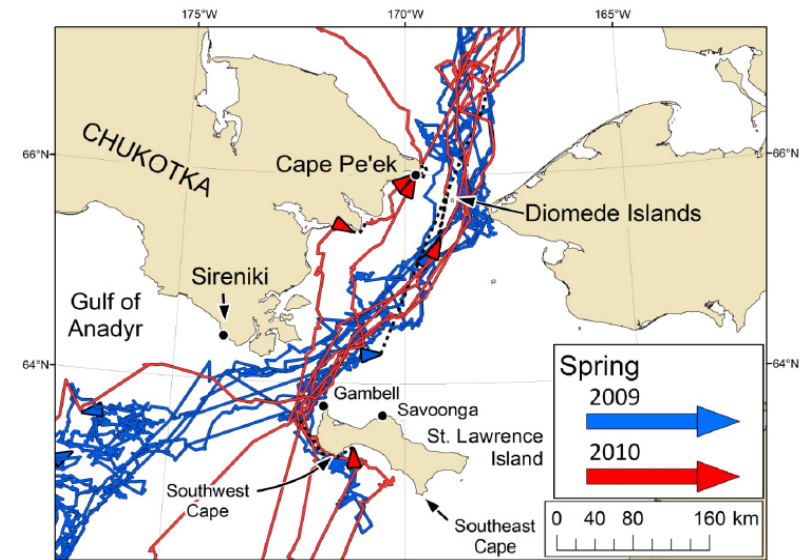 175°W
170°W
165°W
66°N
66°N
CHUKOTKA
Cape Pe'ek
Diomede Islands
Sireniki
Gulf of
Anadyr
64°N
64°N
Spring
2009
2010
Gambell
Savoonga
St. Lawrence
Island
Southwest
Cape
Southeast
Cape
0 40 80 160 km